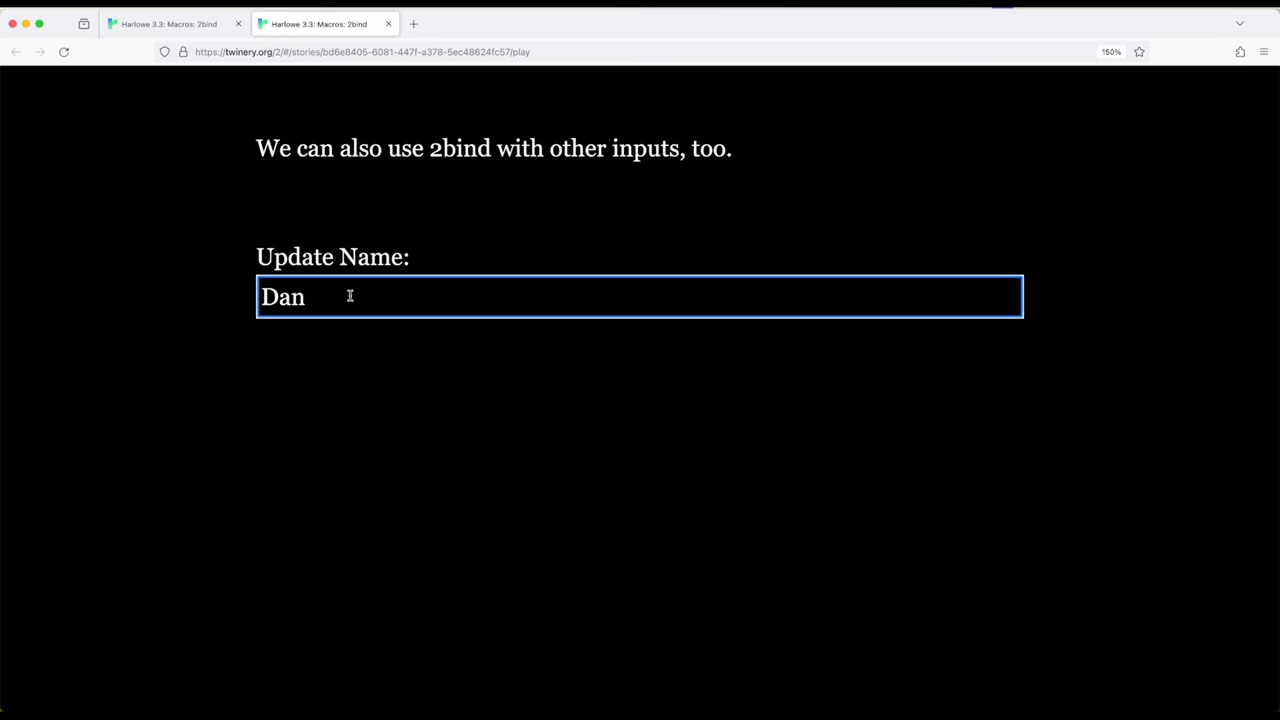 Harlowe 3.3: Macros: 2bind
Harlowe 3.3: Macros: 2bind
https://twinery.org/2/#/stories/bd6e8405-6081-447f-a378-5ec48624fc57/play
150%
We can also use 2bind with other inputs, too.
Update Name:
Dan